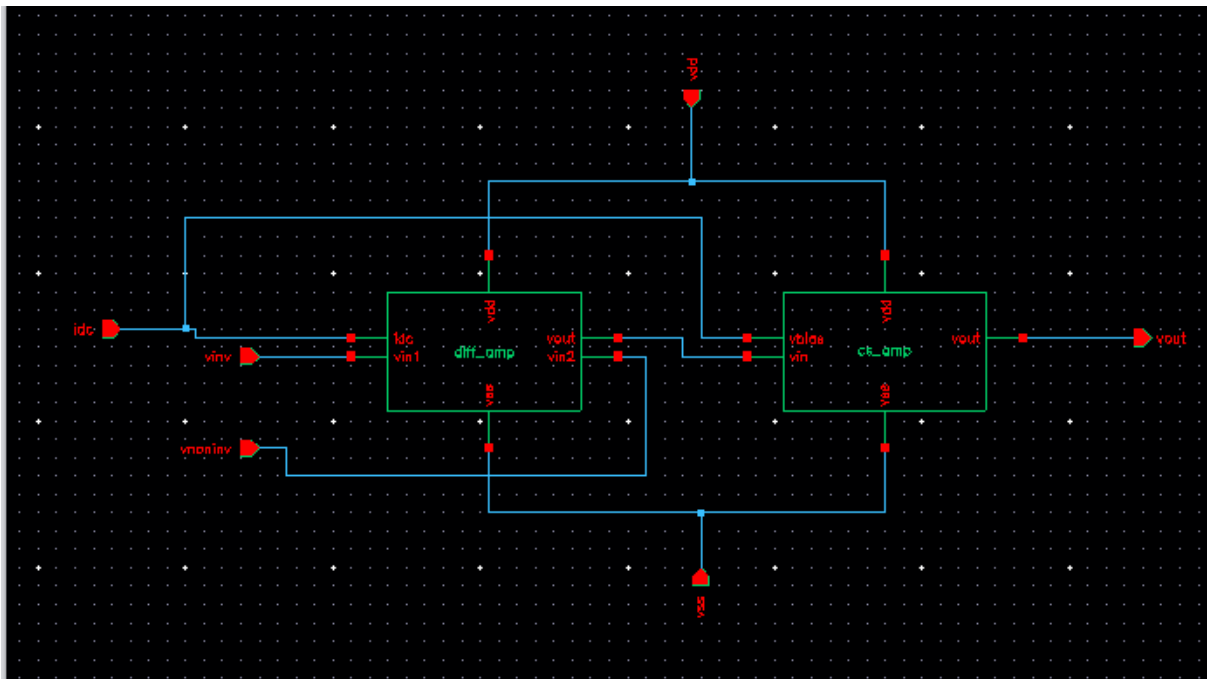 vdd
idc
vinv
vnoninv
vdd
idc
vin1
diff_amp
vout
vin2
vss
vdd
vbias
vin
cs_amp
vout
vss
vout
vss